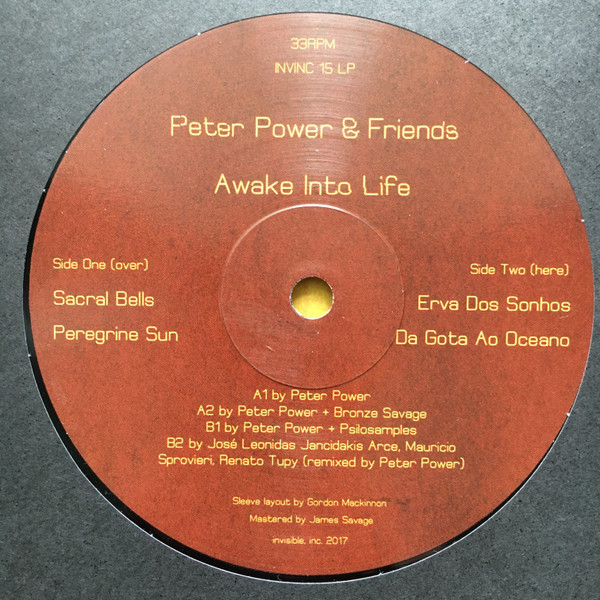 33RPM
INVINC 15 LP
Peter Power & Friends
Awake Into Life
Side One (over)
Sacral Bells
Peregrine Sun
Side Two (here)
Erva Dos Sonhos
Da Gota Ao Oceano
A1 by Peter Power
A2 by Peter Power + Bronze Savage
B1 by Peter Power + Psilosamples
B2 by José Leonidas Jancidakis Arce, Mauricio
Sprovieri, Renato Tupy (remixed by Peter Power)
Sleeve layout by Gordon Mackinnon
Mastered by James Savage
invisible, inc. 2017